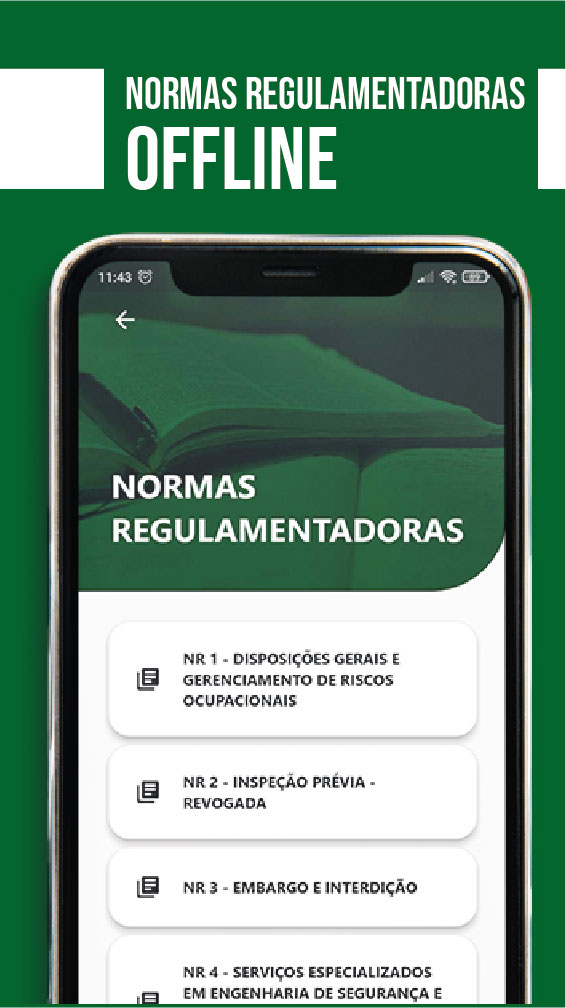 NORMAS REGULAMENTADORAS
OFFLINE
11:43
NORMAS
REGULAMENTADORAS
NR 1 - DISPOSIÇÕES GERAIS E
GERENCIAMENTO DE RISCOS
OCUPACIONAIS
NR 2 - INSPEÇÃO PRÉVIA -
REVOGADA
NR 3 - EMBARGO E INTERDIÇÃO
NR 4 - SERVIÇOS ESPECIALIZADOS
EM ENGENHARIA DE SEGURANÇA E